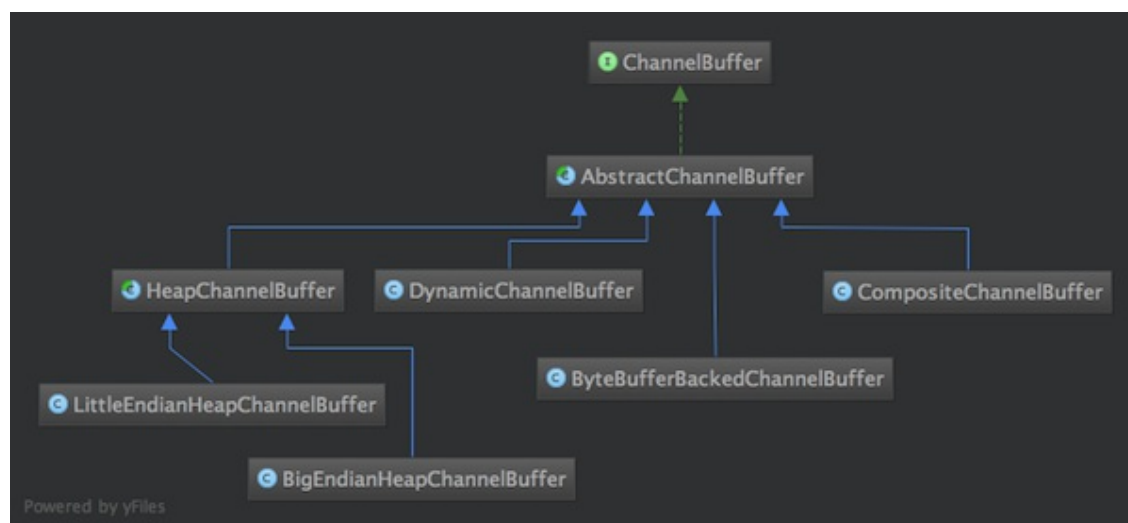 ChannelBuffer
AbstractChannelBuffer
HeapChannelBuffer
DynamicChannelBuffer
CompositeChannelBuffer
ByteBufferBackedChannelBuffer
LittleEndianHeapChannelBuffer
BigEndianHeapChannelBuffer
Powered by yFiles